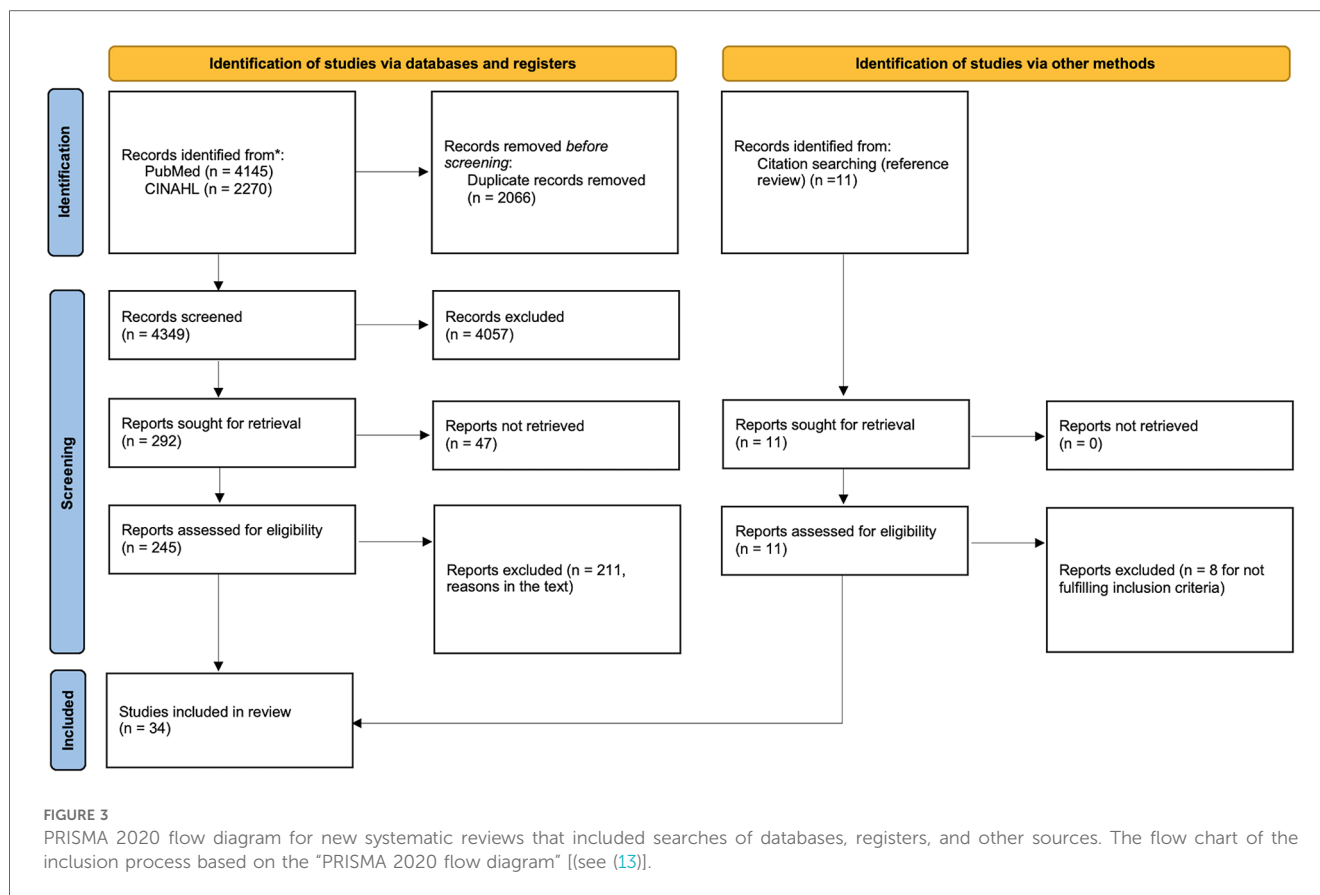 Identification of studies via databases and registers
Identification of studies via other methods
Identification
Records identified from*:
PubMed (n = 4145)
CINAHL (n = 2270)
Records removed before
screening:
Duplicate records removed
(n = 2066)
Records identified from:
Citation searching (reference
review) (n =11)
Screening
Records screened
(n = 4349)
Records excluded
(n = 4057)
Reports sought for retrieval
(n = 292)
Reports not retrieved
(n = 47)
Reports sought for retrieval
(n = 11)
Reports not retrieved
(n = 0)
Reports assessed for eligibility
(n = 245)
Reports excluded (n = 211,
reasons in the text)
Reports assessed for eligibility
(n = 11)
Reports excluded (n = 8 for not
fulfilling inclusion criteria)
Included
Studies included in review
(n = 34)
FIGURE 3
PRISMA 2020 flow diagram for new systematic reviews that included searches of databases, registers, and other sources. The flow chart of the
inclusion process based on the “PRISMA 2020 flow diagram” [(see (13)].